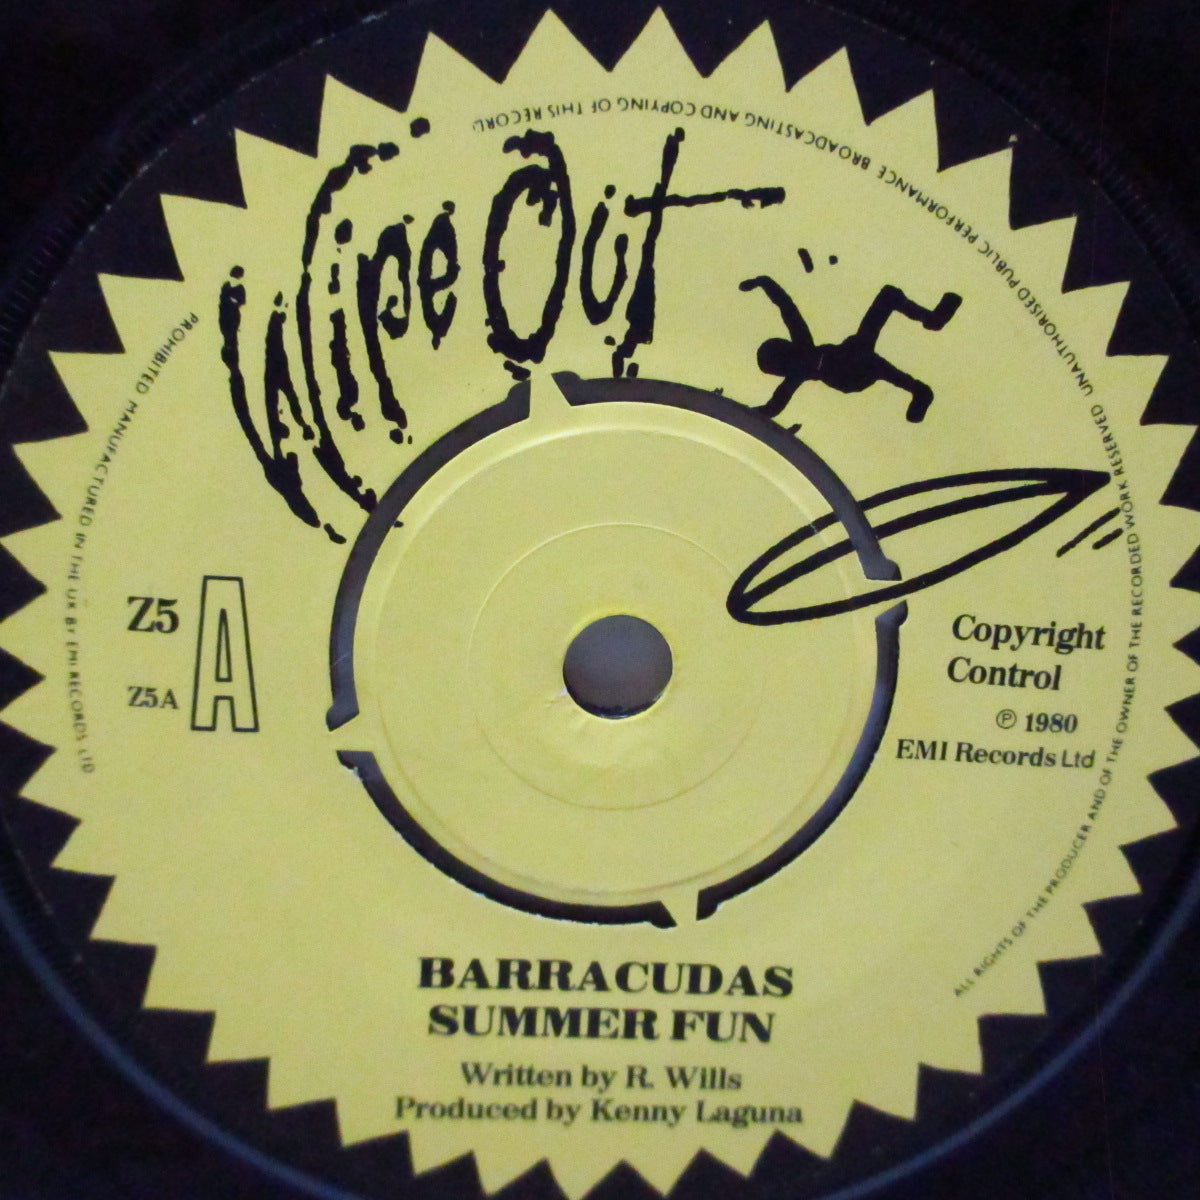 Wipe Out
Z5
Z5A
A
Copyright
Control
℗ 1980
EMI Records Ltd
BARRACUDAS
SUMMER FUN
Written by R. Wills
Produced by Kenny Laguna
ALL RIGHTS OF THE PRODUCER AND OF THE OWNER OF THE RECORDED WORK RESERVED UNAUTHORISED PUBLIC PERFORMANCE BROADCASTING AND COPYING OF THIS RECORD PROHIBITED MANUFACTURED IN THE UK BY EMI RECORDS LTD